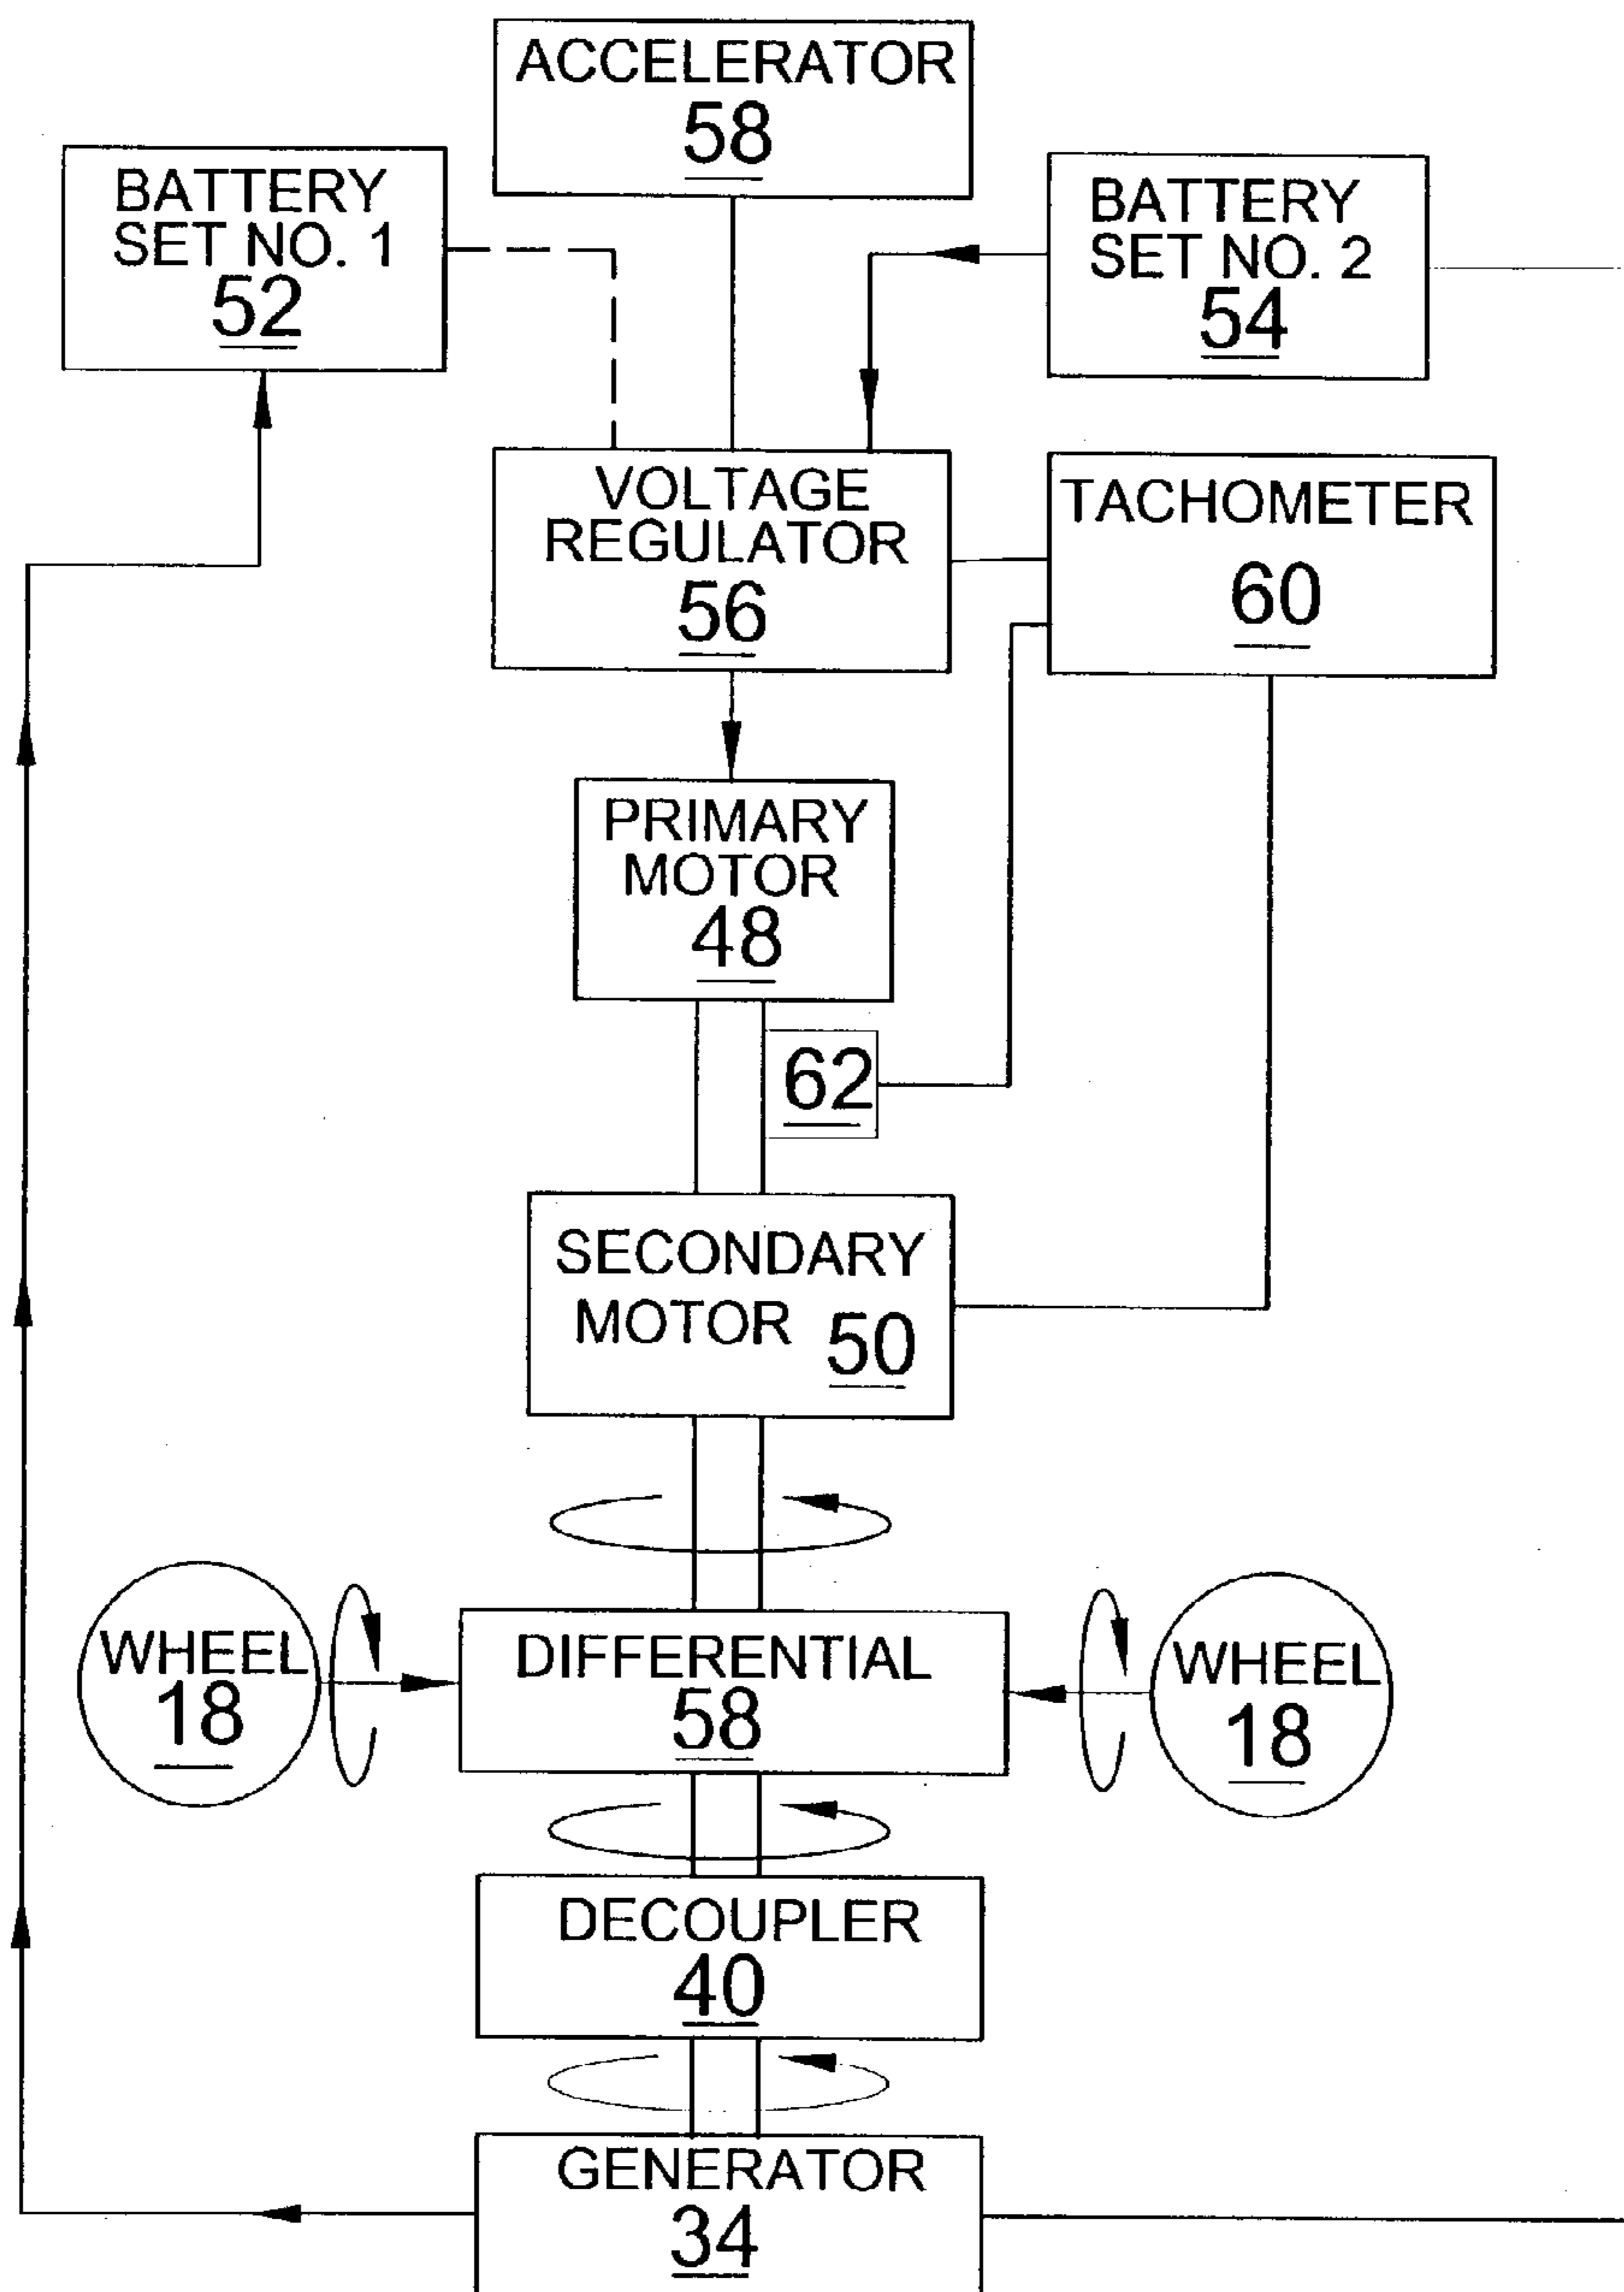 ACCELERATOR
58
BATTERY
SET NO. 1
52
BATTERY
SET NO. 2
54
VOLTAGE
REGULATOR
56
TACHOMETER
60
PRIMARY
MOTOR
48
62
SECONDARY
MOTOR 50
WHEEL
18
DIFFERENTIAL
58
WHEEL
18
DECOUPLER
40
GENERATOR
34